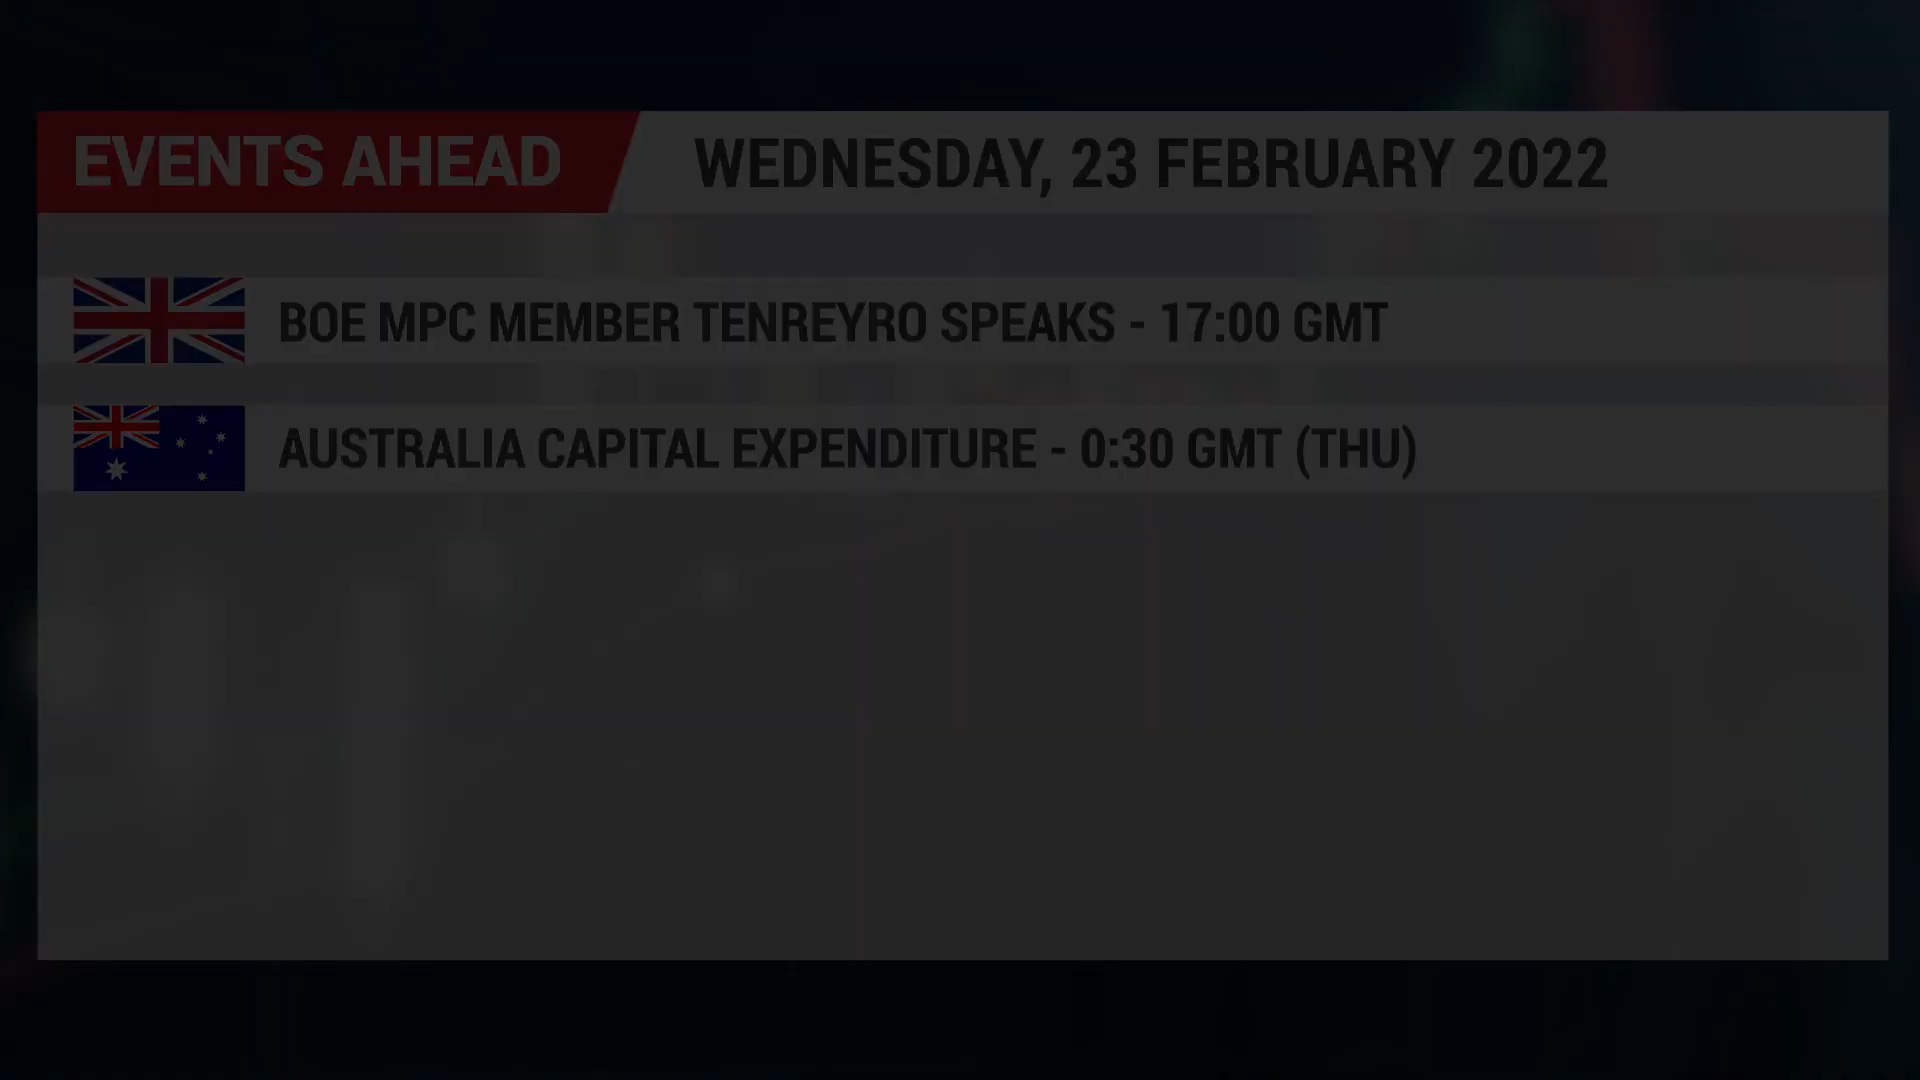 EVENTS AHEAD
WEDNESDAY, 23 FEBRUARY 2022
BOE MPC MEMBER TENREYRO SPEAKS - 17:00 GMT
AUSTRALIA CAPITAL EXPENDITURE - 0:30 GMT (THU)